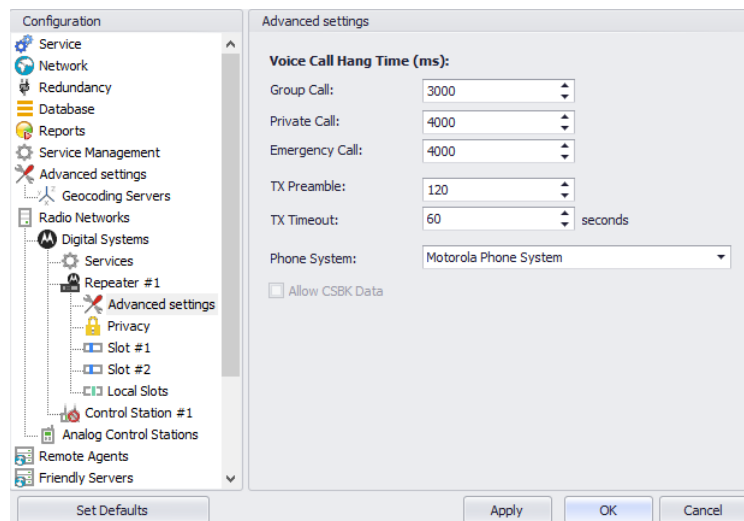 Configuration
Service
Network
Redundancy
Database
Reports
Service Management
Advanced settings
Geocoding Servers
Radio Networks
Digital Systems
Services
Repeater #1
Advanced settings
Privacy
Slot #1
Slot #2
Local Slots
Control Station #1
Analog Control Stations
Remote Agents
Friendly Servers
Set Defaults
Advanced settings
Voice Call Hang Time (ms):
Group Call: 3000
Private Call: 4000
Emergency Call: 4000
TX Preamble: 120
TX Timeout: 60 seconds
Phone System: Motorola Phone System
Allow CSBK Data
Apply OK Cancel